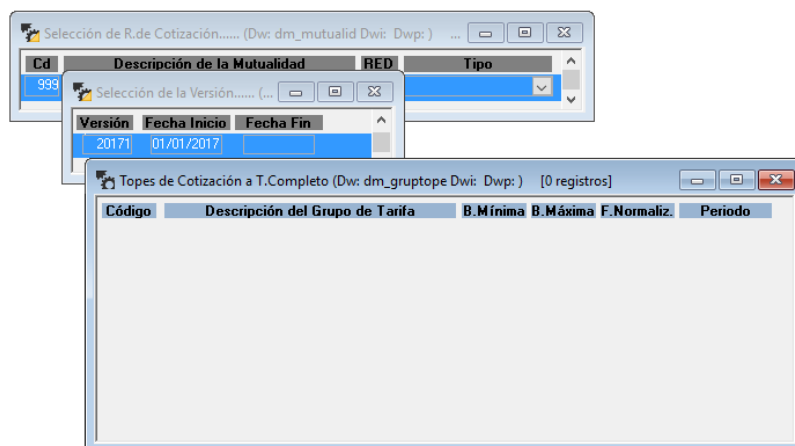 Selección de R.de Cotización...... (Dw: dm_mutualid Dwi: Dwp: ) ...
Cd Descripción de la Mutualidad RED Tipo
999
Selección de la Versión...... (...
Versión Fecha Inicio Fecha Fin
20171 01/01/2017
Topes de Cotización a T.Completo (Dw: dm_gruptope Dwi: Dwp: ) [0 registros]
Código Descripción del Grupo de Tarifa B.Mínima B.Máxima F.Normaliz. Periodo